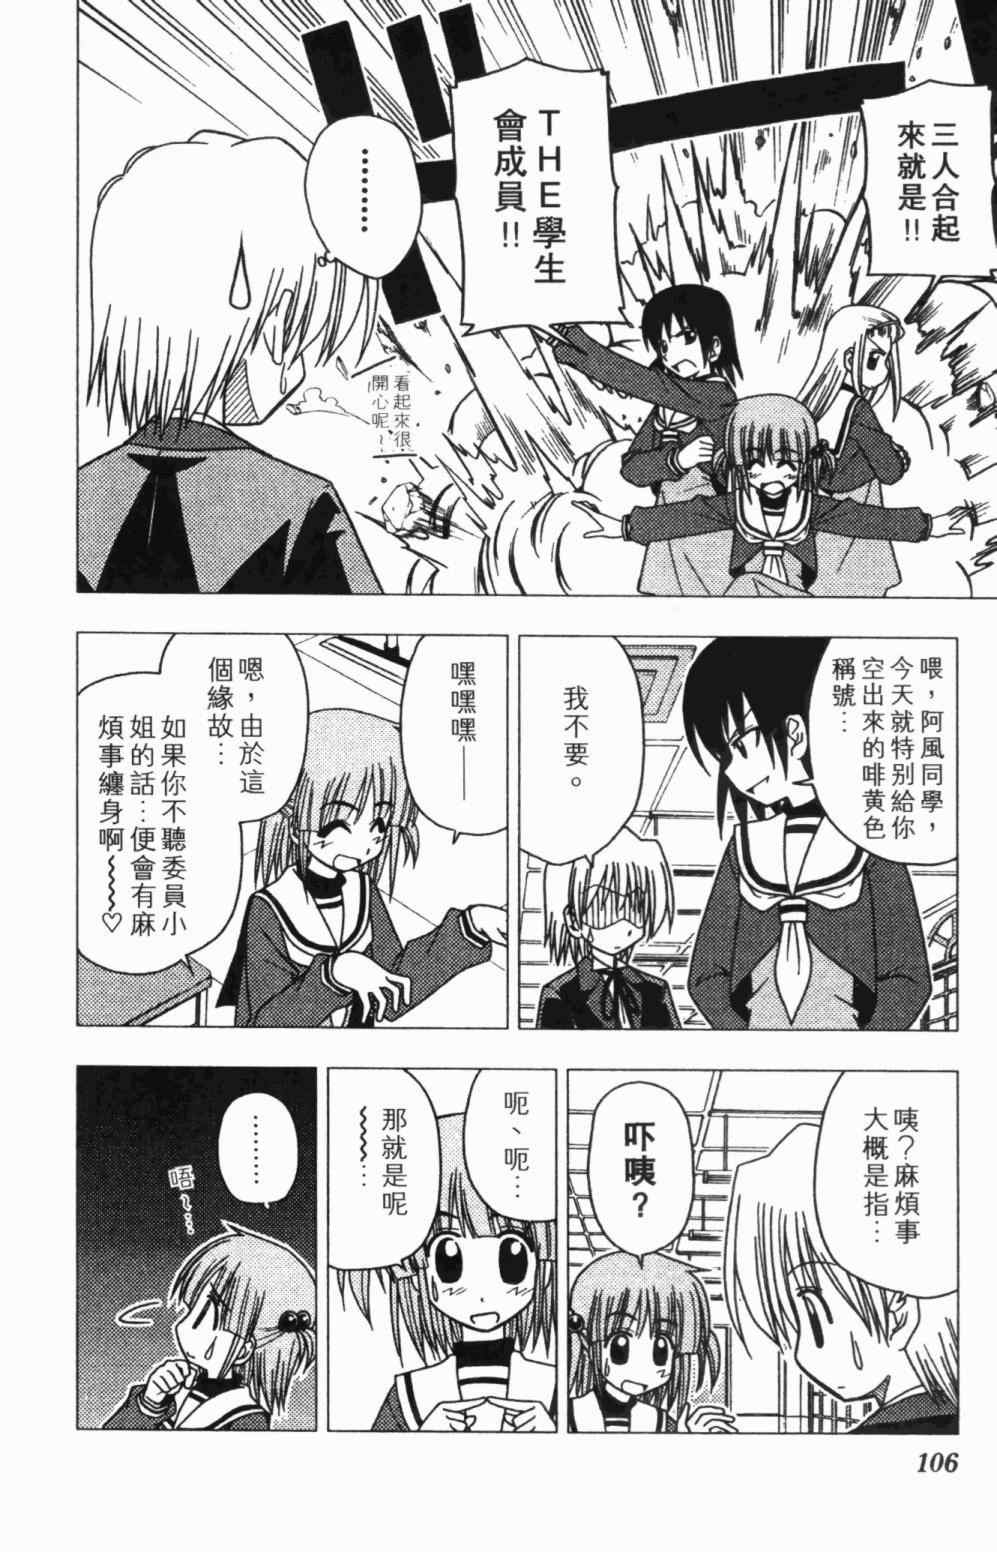 三人合起
來就是!!
THE學生
會成員!!
………
看起來很
開心呢~
喂，阿風同學，
今天就特別給你
空出來的啡黄色
稱號…
我不要。
嘿嘿嘿——
嗯，由於這
個緣故…
如果你不聽委員小
姐的話…便會有麻
煩事纏身啊~~♡
咦？麻煩事
大概是指…
吓咦？
呃、呃…
那就是呢
~~…
………
唔~…
106